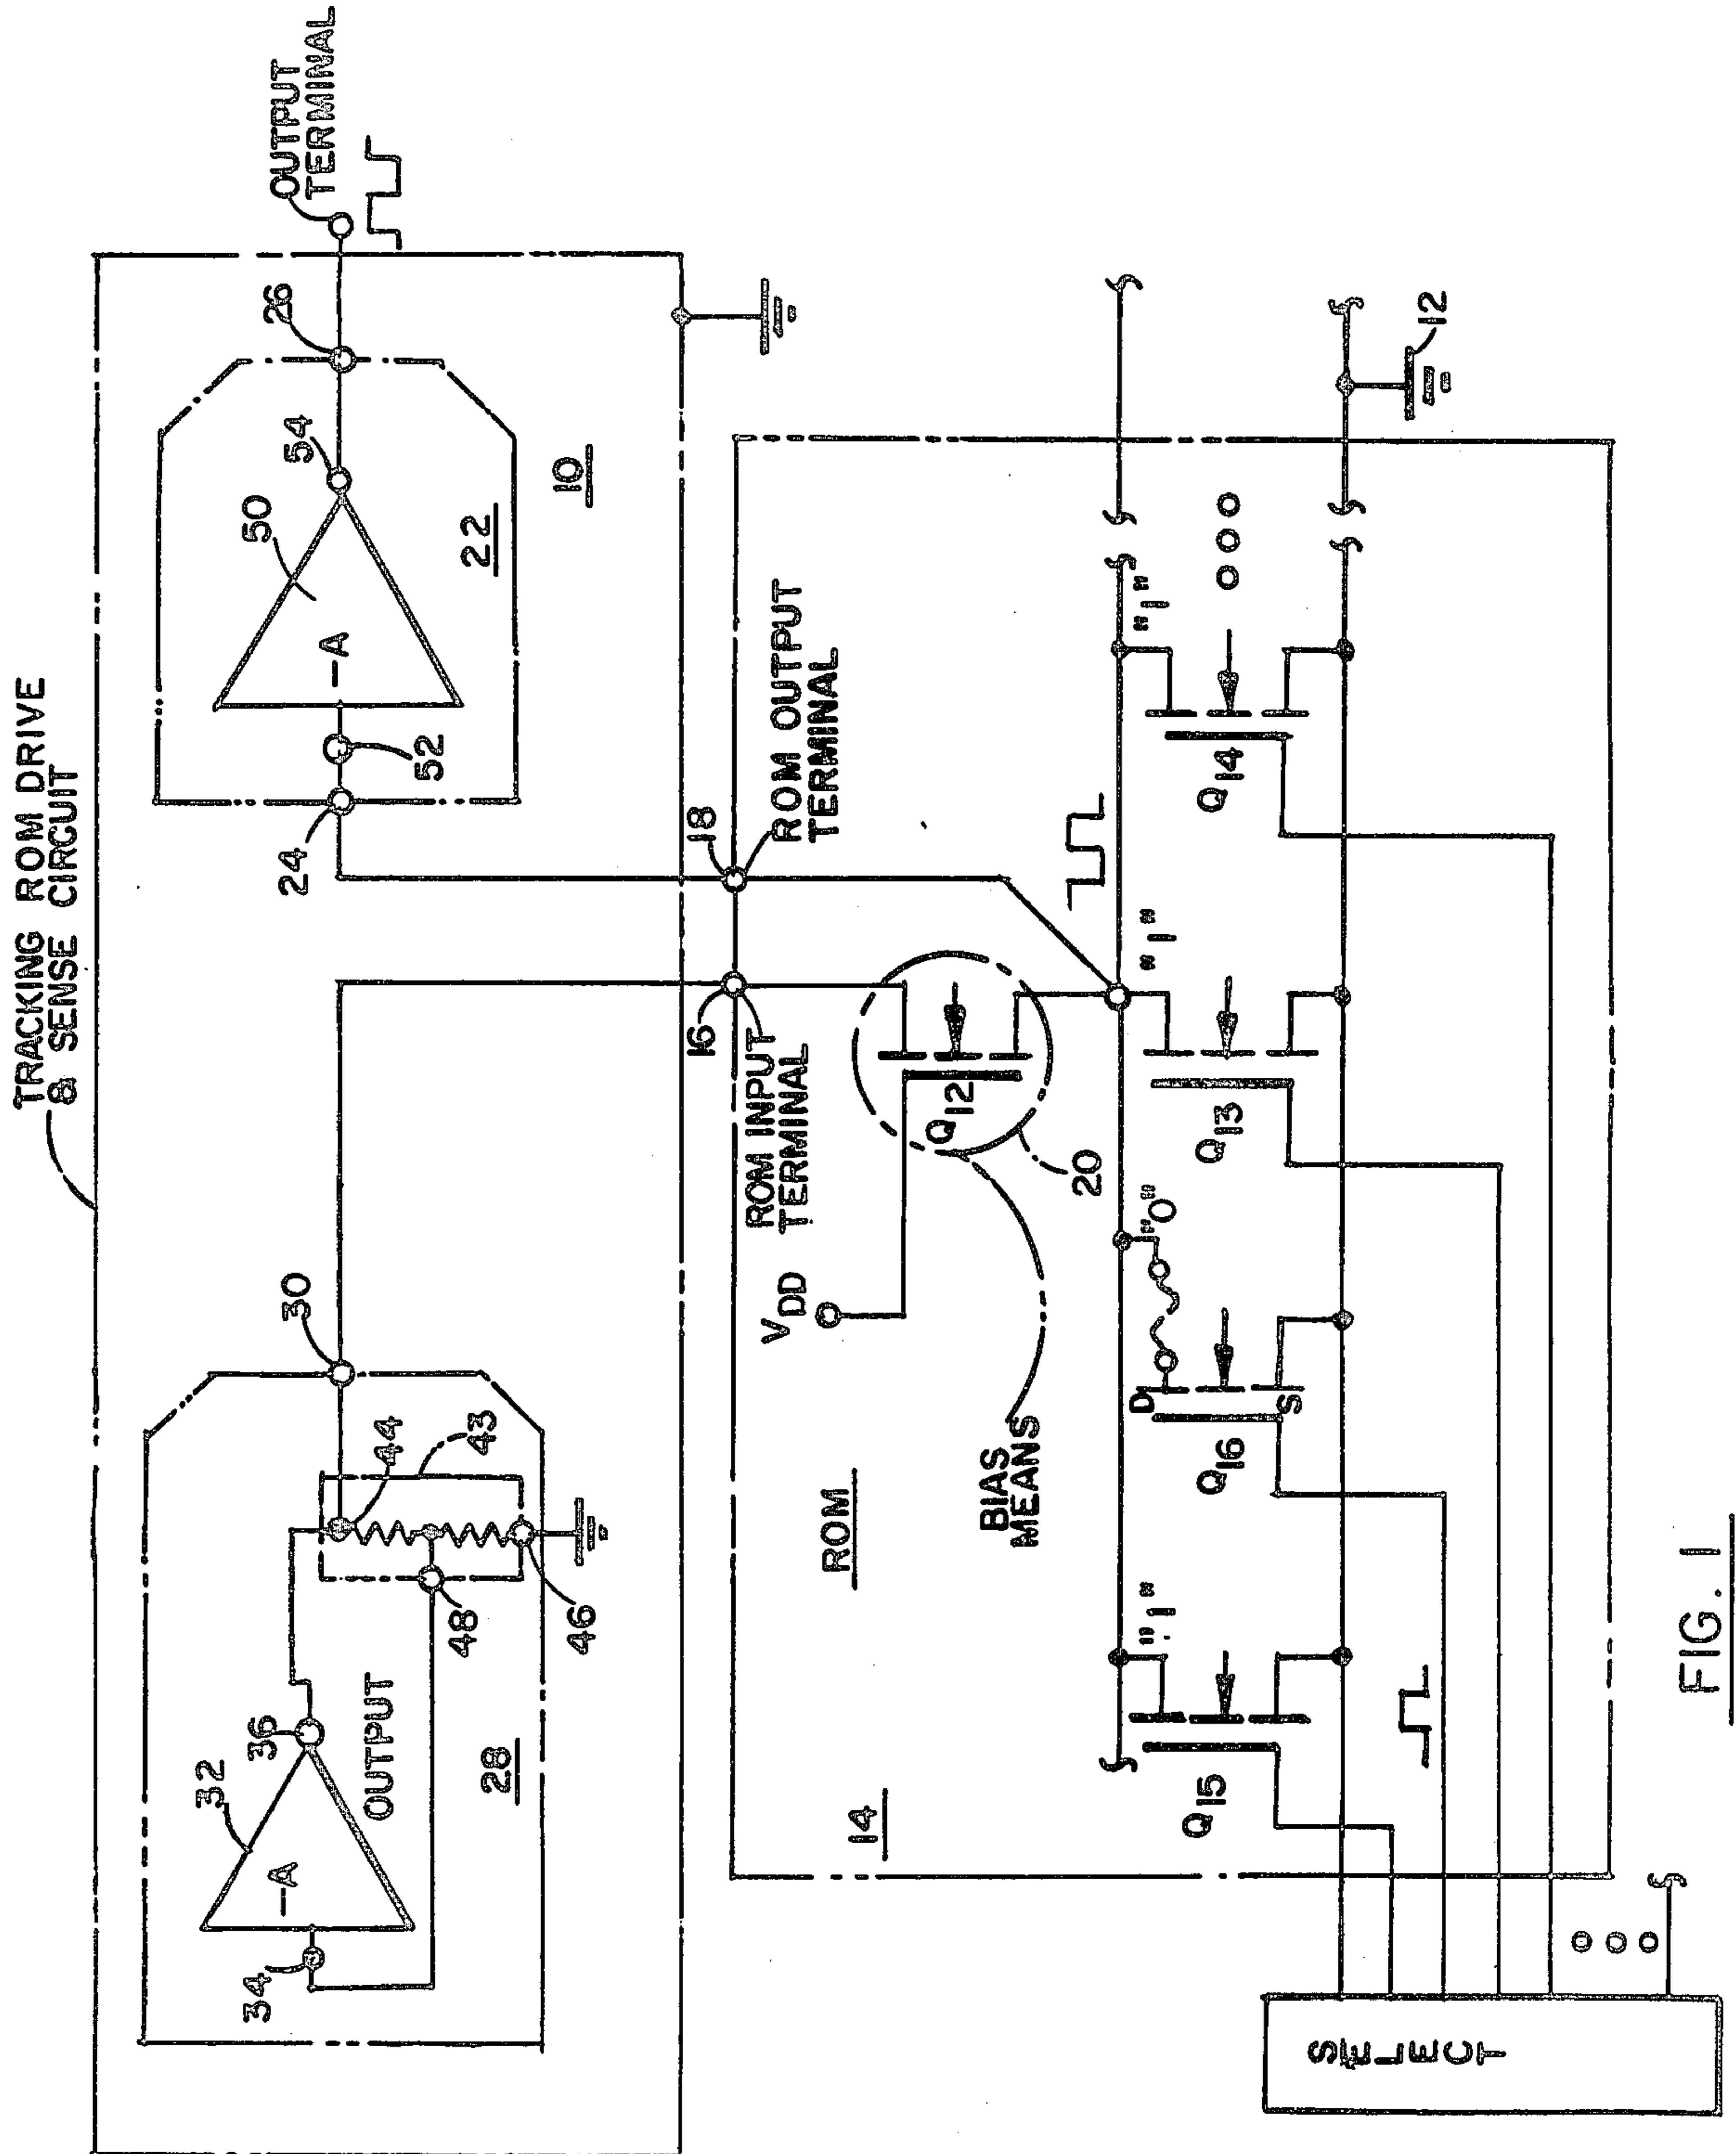 TRACKING ROM DRIVE
& SENSE CIRCUIT
32
–A
34
36
OUTPUT
28
44
43
48
46
30
24
52
–A
50
54
22
26
10
OUTPUT
TERMINAL
16
18
ROM INPUT
TERMINAL
ROM OUTPUT
TERMINAL
14
ROM
VDD
Q12
20
BIAS
MEANS
"1"
"0"
"1"
"1"
Q15
Q16
D
S
Q13
Q14
12
SELECT
FIG. 1